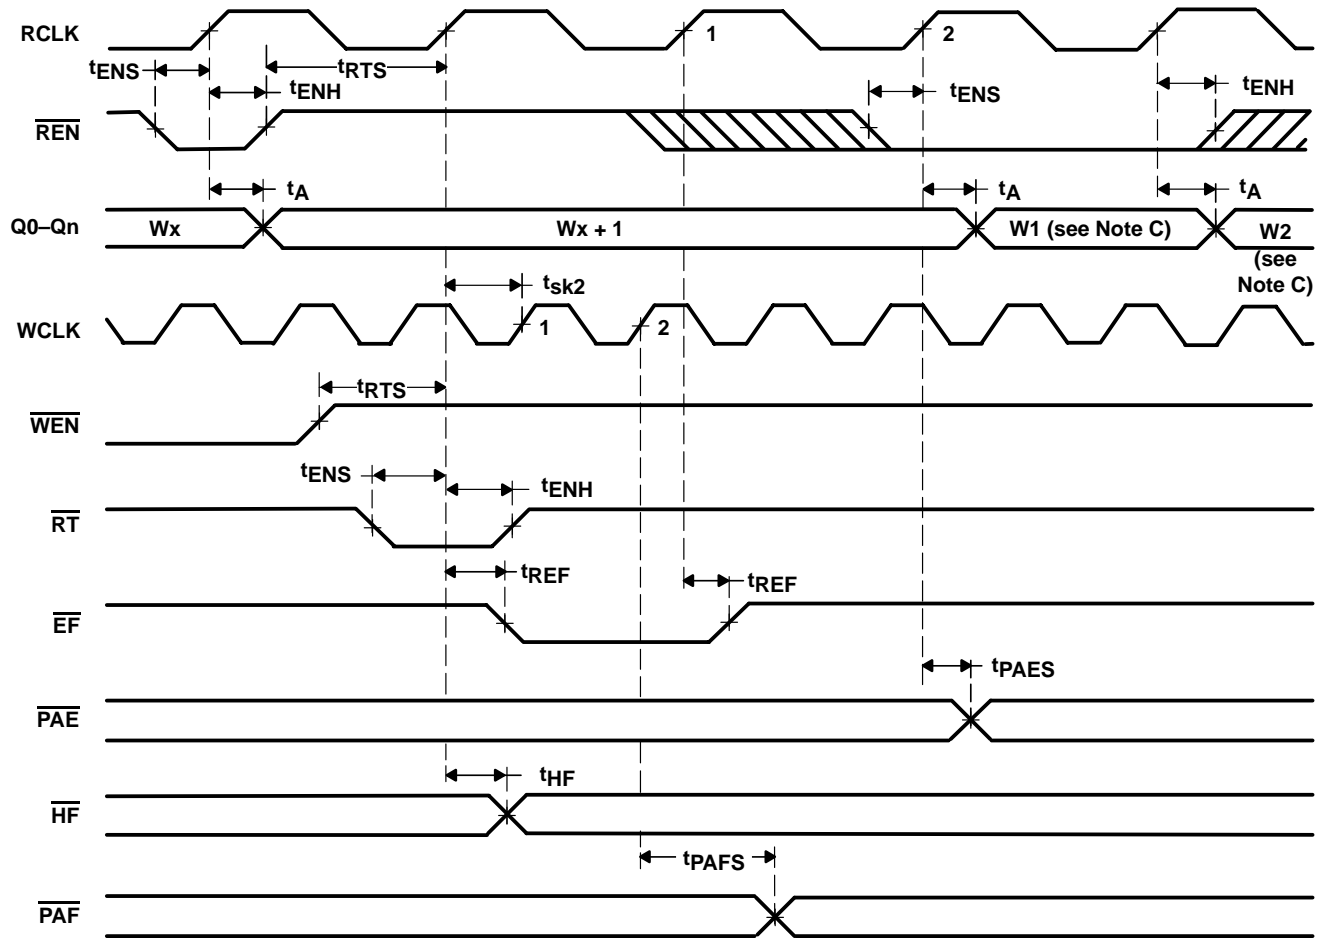 RCLK
1
2
tENS
tRTS
tENH
tENS
tENH
REN
tA
tA
tA
Q0–Qn
Wx
Wx + 1
W1 (see Note C)
W2
(see
Note C)
tsk2
WCLK
1
2
tRTS
WEN
tENS
tENH
RT
tREF
tREF
EF
tPAES
PAE
tHF
HF
tPAFS
PAF